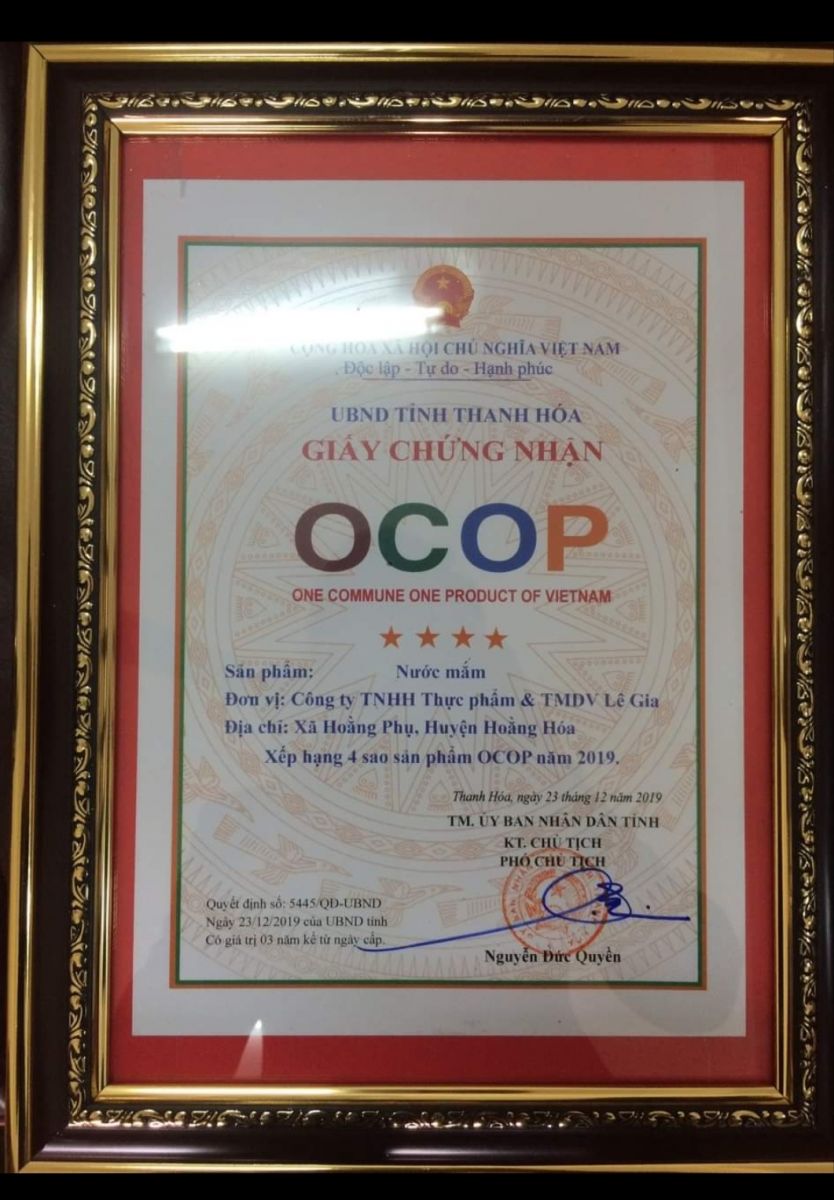 CỘNG HÒA XÃ HỘI CHỦ NGHĨA VIỆT NAM
Độc lập - Tự do - Hạnh phúc
UBND TỈNH THANH HÓA
GIẤY CHỨNG NHẬN
OCOP
ONE COMMUNE ONE PRODUCT OF VIETNAM
Sản phẩm: Nước mắm
Đơn vị: Công ty TNHH Thực phẩm & TMDV Lê Gia
Địa chỉ: Xã Hoằng Phụ, Huyện Hoằng Hóa
Xếp hạng 4 sao sản phẩm OCOP năm 2019.
Thanh Hóa, ngày 23 tháng 12 năm 2019
TM. ỦY BAN NHÂN DÂN TỈNH
KT. CHỦ TỊCH
PHÓ CHỦ TỊCH
Quyết định số: 5445/QĐ-UBND
Ngày 23/12/2019 của UBND tỉnh
Có giá trị 03 năm kể từ ngày cấp.
Nguyễn Đức Quyền